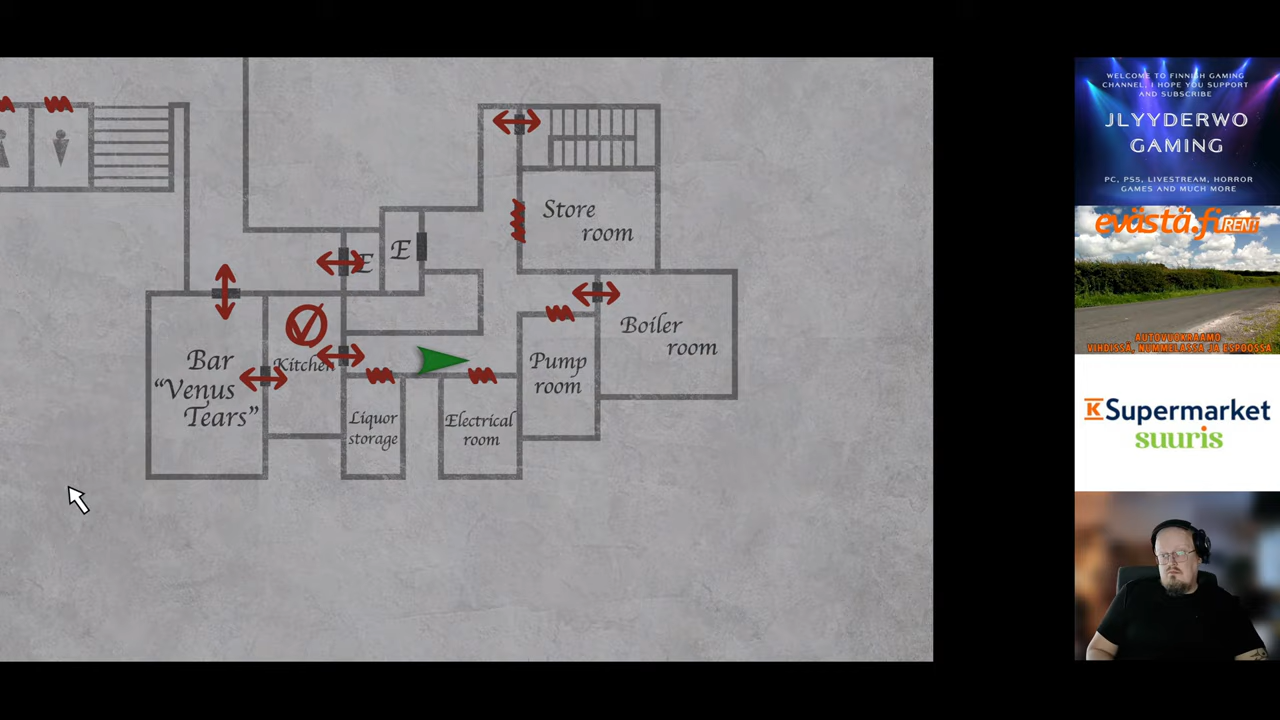 Store
room
E
E
Boiler
room
Bar
"Venus
Tears"
Kitchen
Pump
room
Liquor
storage
Electrical
room
WELCOME TO FINNISH GAMING
CHANNEL, I HOPE YOU SUPPORT
AND SUBSCRIBE
JLYYDERWO
GAMING
PC, PS5, LIVESTREAM, HORROR
GAMES AND MUCH MORE
evästä.fi RENT
AUTOVUOKRAAMO
VIHDISSÄ, NUMMELASSA JA ESPOOSSA
K Supermarket
suuris